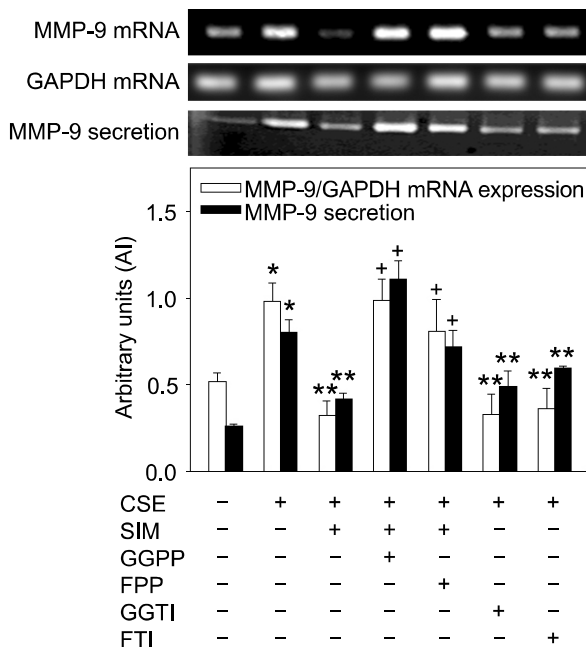 MMP-9 mRNA
GAPDH mRNA
MMP-9 secretion
MMP-9/GAPDH mRNA expression
MMP-9 secretion
Arbitrary units (AI)
1.5
1.0
0.5
0.0
* * ** ** + + + + ** ** ** **
CSE − + + + + + +
SIM − − + + + − −
GGPP − − − + − − −
FPP − − − − + − −
GGTI − − − − − + −
FTI − − − − − − +